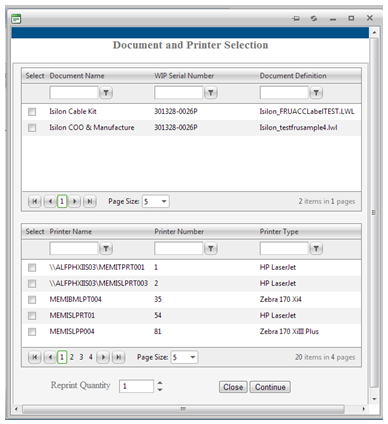 Document and Printer Selection
Select Document Name WIP Serial Number Document Definition
Isilon Cable Kit 301328-0026P Isilon_FRUACCLabelTEST.LWL
Isilon COO & Manufacture 301328-0026P Isilon_testfrusample4.lwl
1 Page Size: 5 2 items in 1 pages
Select Printer Name Printer Number Printer Type
\\ALFPHXIIS03\MEMITPRT001 1 HP LaserJet
\\ALFPHXIIS03\MEMISLPRT003 2 HP LaserJet
MEMIBMLPT004 35 Zebra 170 Xi4
MEMISLPRT01 54 HP LaserJet
MEMISLPP004 81 Zebra 170 XiIII Plus
1 2 3 4 Page Size: 5 20 items in 4 pages
Reprint Quantity 1 Close Continue